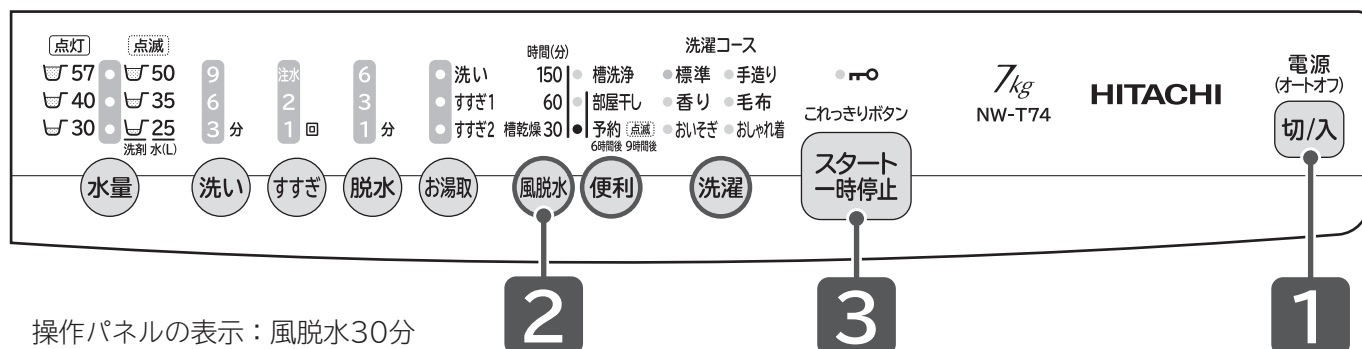 点灯 点滅
57 50
40 35
30 25
洗剤 水(L)
水量
9
6
3 分
洗い
注水
2
1 回
すすぎ
6
3
1 分
脱水
洗い
すすぎ1
すすぎ2
お湯取
時間(分)
150
60
槽乾燥 30
風脱水
槽洗浄
部屋干し
予約 点滅
6時間後 9時間後
便利
洗濯コース
標準 手造り
香り 毛布
おいそぎ おしゃれ着
洗濯
これっきりボタン
スタート
一時停止
7kg
NW-T74
HITACHI
電源
(オートオフ)
切/入
2
3
1
操作パネルの表示：風脱水30分